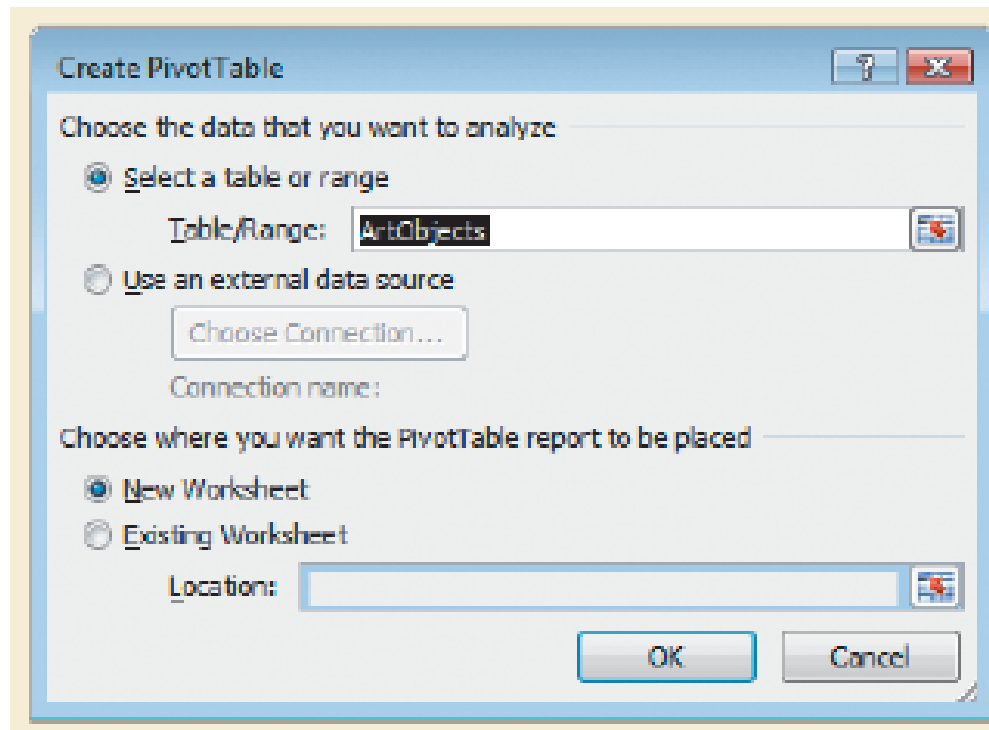 Create PivotTable
?
Choose the data that you want to analyze
Select a table or range
Table/Range: ArtObjects
Use an external data source
Choose Connection...
Connection name:
Choose where you want the PivotTable report to be placed
New Worksheet
Existing Worksheet
Location:
OK Cancel